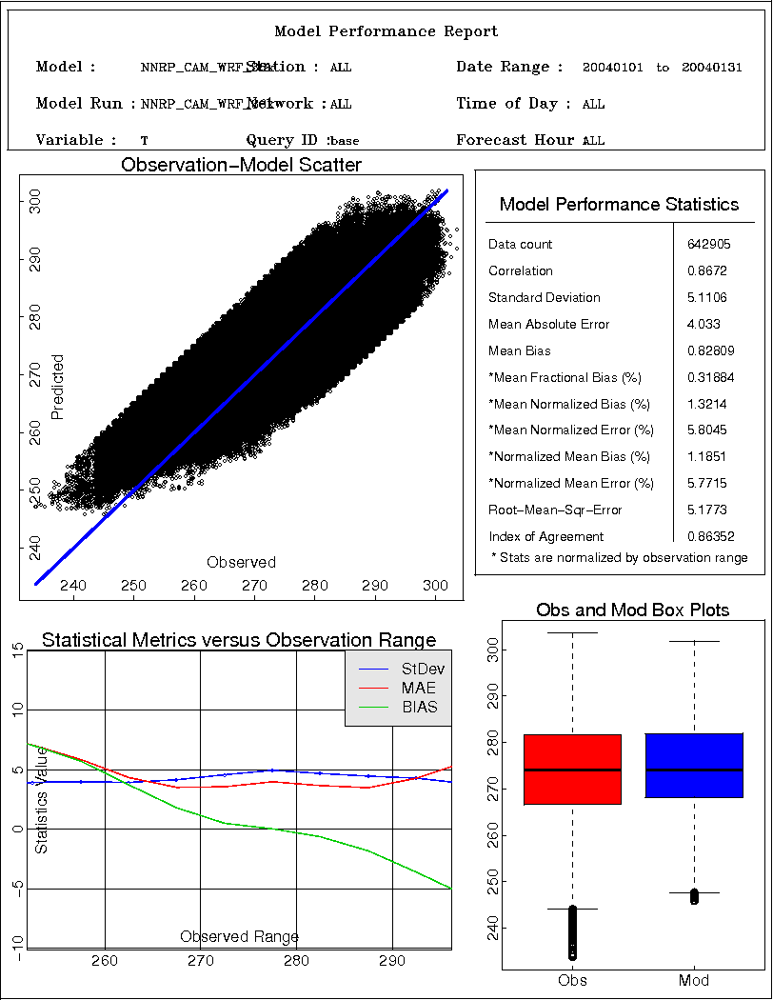 Model Performance Report
Model : NNRP_CAM_WRF_ Station : ALL Date Range : 20040101 to 20040131
Model Run : NNRP_CAM_WRF_ Network : ALL Time of Day : ALL
Variable : T Query ID : base Forecast Hour : ALL
Observation-Model Scatter
300
290
280
270
260
250
240
Predicted
Observed
240 250 260 270 280 290 300
Model Performance Statistics
Data count 642905
Correlation 0.8672
Standard Deviation 5.1106
Mean Absolute Error 4.033
Mean Bias 0.82809
*Mean Fractional Bias (%) 0.31884
*Mean Normalized Bias (%) 1.3214
*Mean Normalized Error (%) 5.8045
*Normalized Mean Bias (%) 1.1851
*Normalized Mean Error (%) 5.7715
Root-Mean-Sqr-Error 5.1773
Index of Agreement 0.86352
* Stats are normalized by observation range
Statistical Metrics versus Observation Range
15
10
5
0
-5
-10
Statistics Value
StDev
MAE
BIAS
Observed Range
260 270 280 290
Obs and Mod Box Plots
300
290
280
270
260
250
240
Obs Mod